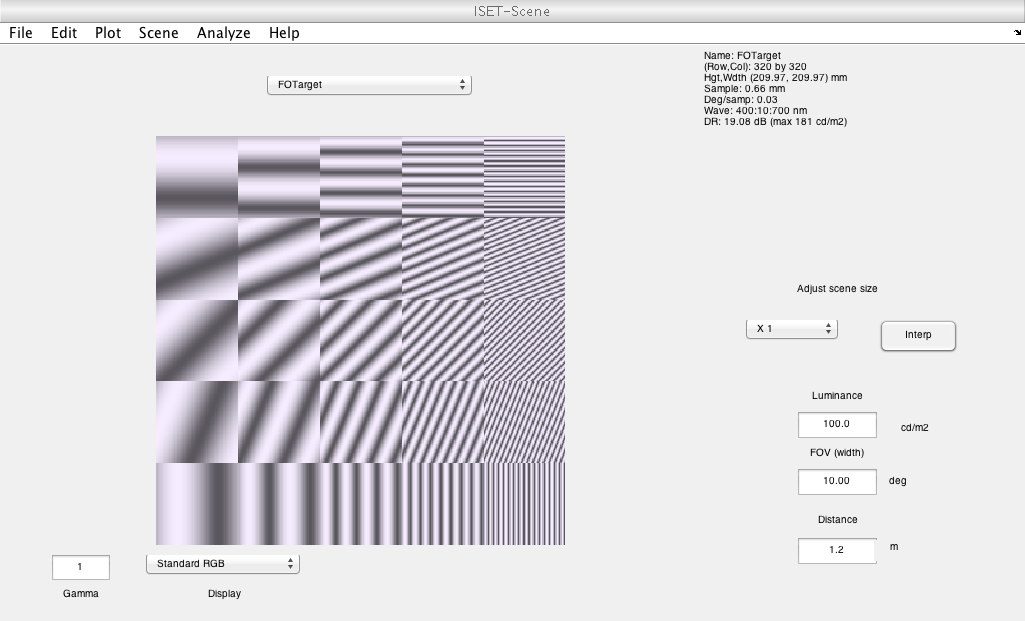 ISET-Scene
File Edit Plot Scene Analyze Help
FOTarget
Name: FOTarget
(Row,Col): 320 by 320
Hgt,Wdth (209.97, 209.97) mm
Sample: 0.66 mm
Deg/samp: 0.03
Wave: 400:10:700 nm
DR: 19.08 dB (max 181 cd/m2)
Adjust scene size
X 1
Interp
Luminance
100.0 cd/m2
FOV (width)
10.00 deg
Distance
1.2 m
1
Standard RGB
Gamma
Display